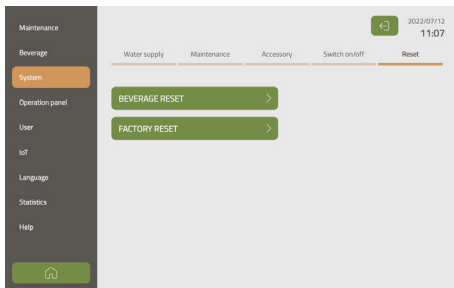 Maintenance
Beverage
System
Operation panel
User
IoT
Language
Statistics
Help
2022/07/12
11:07
Water supply
Maintenance
Accessory
Switch on/off
Reset
BEVERAGE RESET
FACTORY RESET